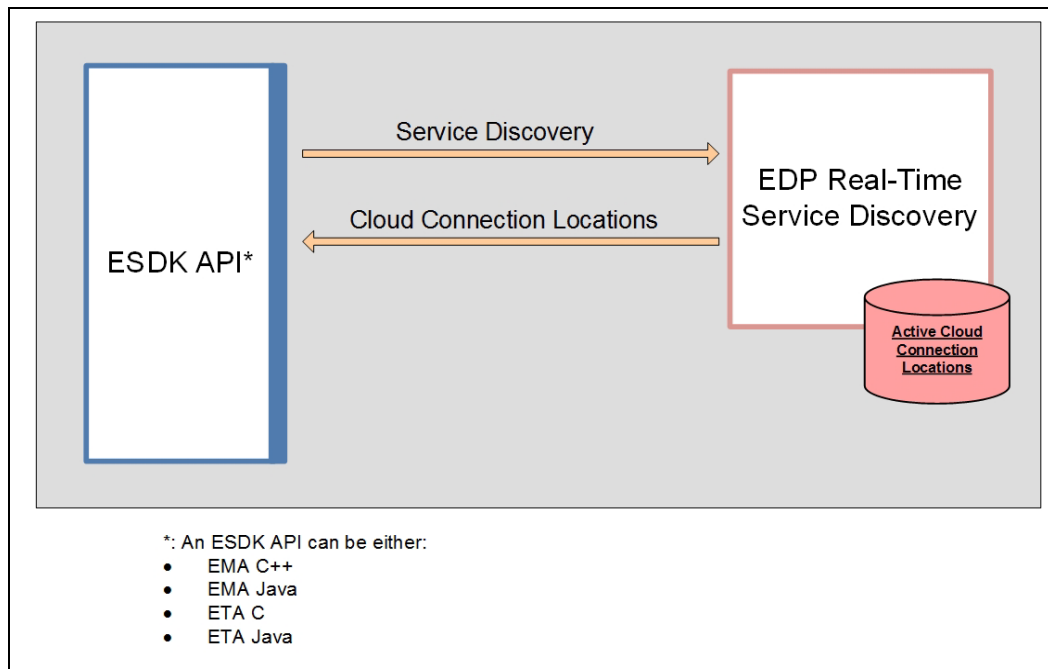 Service Discovery
Cloud Connection Locations
ESDK API*
EDP Real-Time
Service Discovery
Active Cloud
Connection
Locations
*: An ESDK API can be either:
● EMA C++
● EMA Java
● ETA C
● ETA Java